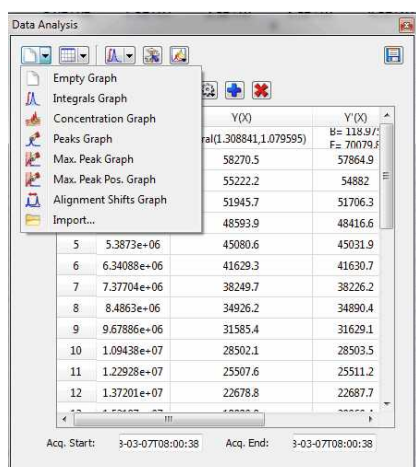 Data Analysis
Empty Graph
Integrals Graph
Concentration Graph
Peaks Graph
Max. Peak Graph
Max. Peak Pos. Graph
Alignment Shifts Graph
Import...
Y(X) Y'(X)
ral(1.308841,1.079595) B= 118.975
F= 70079.8
58270.5 57864.9
55222.2 54882
51945.7 51706.3
48593.9 48416.6
5 5.3873e+06 45080.6 45031.9
6 6.34088e+06 41629.3 41630.7
7 7.37704e+06 38249.7 38226.2
8 8.4863e+06 34926.2 34890.4
9 9.67886e+06 31585.4 31629.1
10 1.09438e+07 28502.1 28503.5
11 1.22928e+07 25507.6 25511.2
12 1.37201e+07 22678.8 22687.7
Acq. Start: 3-03-07T08:00:38 Acq. End: 3-03-07T08:00:38